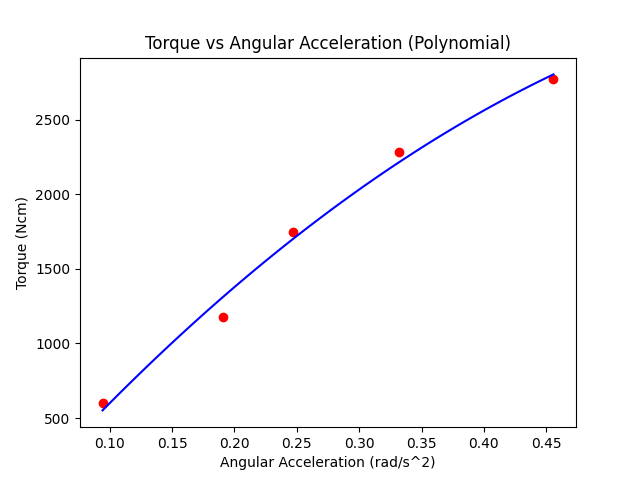 Torque vs Angular Acceleration (Polynomial)
Torque (Ncm)
2500
2000
1500
1000
500
0.10 0.15 0.20 0.25 0.30 0.35 0.40 0.45
Angular Acceleration (rad/s^2)